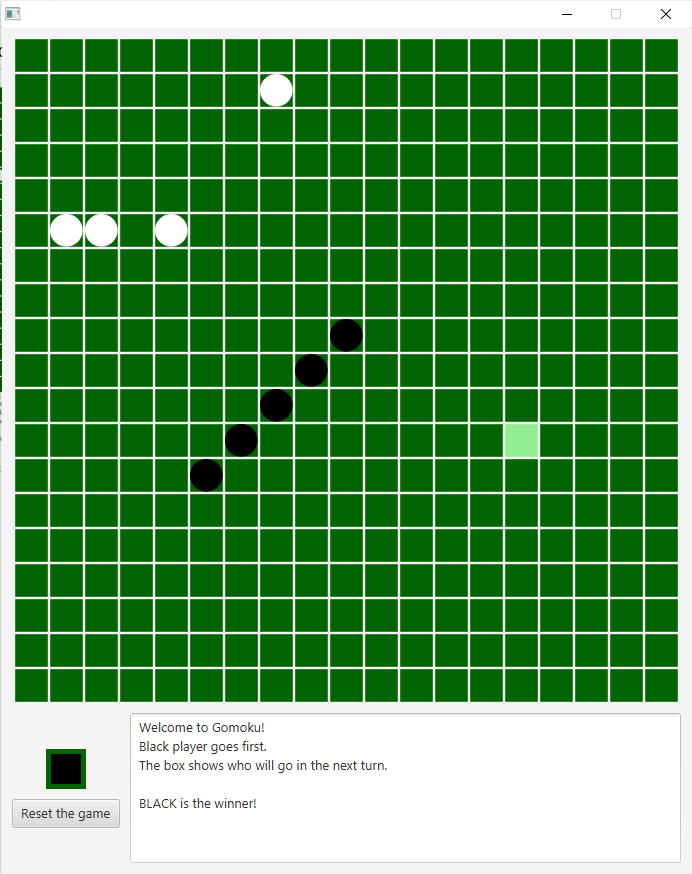 Welcome to Gomoku!
Black player goes first.
The box shows who will go in the next turn.
BLACK is the winner!
Reset the game